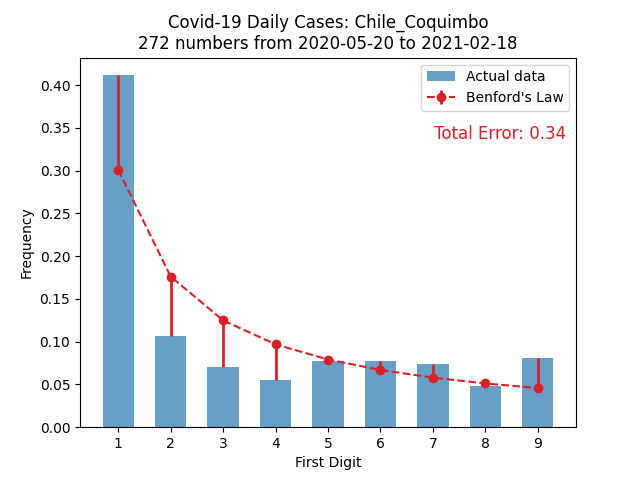 Covid-19 Daily Cases: Chile_Coquimbo
272 numbers from 2020-05-20 to 2021-02-18
Actual data
Benford's Law
Total Error: 0.34
Frequency
0.40
0.35
0.30
0.25
0.20
0.15
0.10
0.05
0.00
1 2 3 4 5 6 7 8 9
First Digit